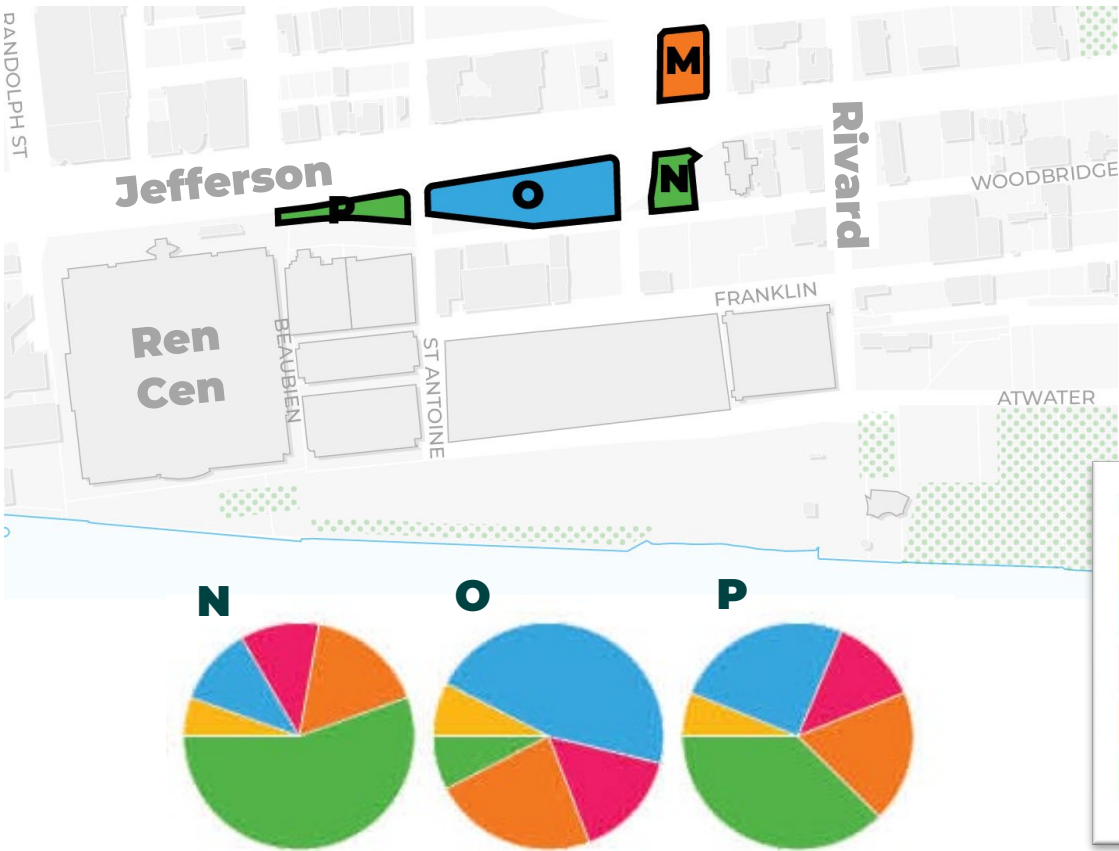 RANDOLPH ST
M
Jefferson
Rivard
N
WOODBRIDGE
O
P
FRANKLIN
Ren
Cen
BEAUBIEN
ST ANTOINE
ATWATER
N
O
P